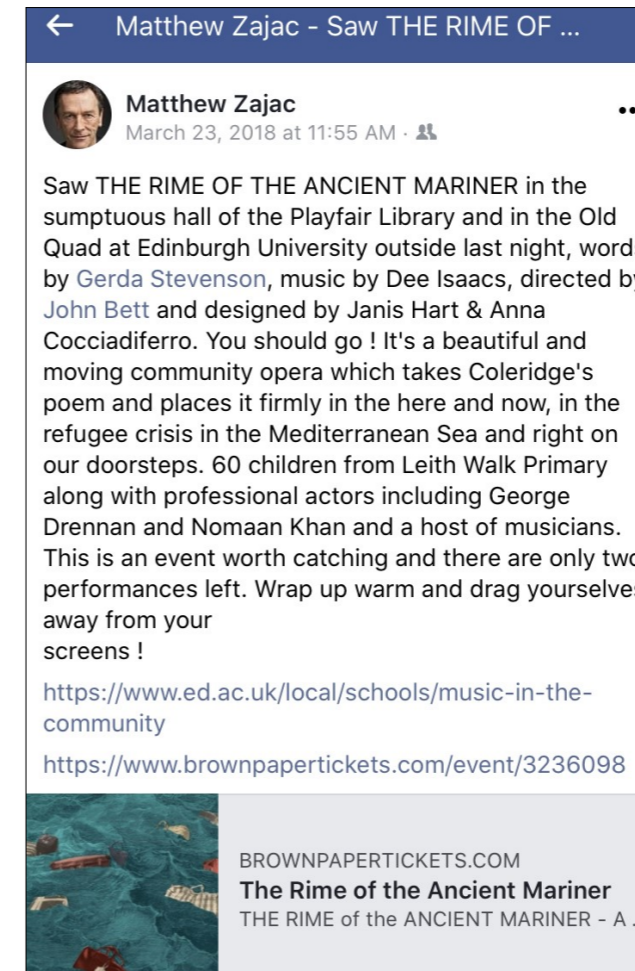 Matthew Zajac - Saw THE RIME OF ...
Matthew Zajac
March 23, 2018 at 11:55 AM ·
Saw THE RIME OF THE ANCIENT MARINER in the
sumptuous hall of the Playfair Library and in the Old
Quad at Edinburgh University outside last night, words
by Gerda Stevenson, music by Dee Isaacs, directed by
John Bett and designed by Janis Hart & Anna
Cocciadiferro. You should go ! It's a beautiful and
moving community opera which takes Coleridge's
poem and places it firmly in the here and now, in the
refugee crisis in the Mediterranean Sea and right on
our doorsteps. 60 children from Leith Walk Primary
along with professional actors including George
Drennan and Nomaan Khan and a host of musicians.
This is an event worth catching and there are only two
performances left. Wrap up warm and drag yourselves
away from your
screens !
https://www.ed.ac.uk/local/schools/music-in-the-
community
https://www.brownpapertickets.com/event/3236098
BROWNPAPERTICKETS.COM
The Rime of the Ancient Mariner
THE RIME of the ANCIENT MARINER - A .